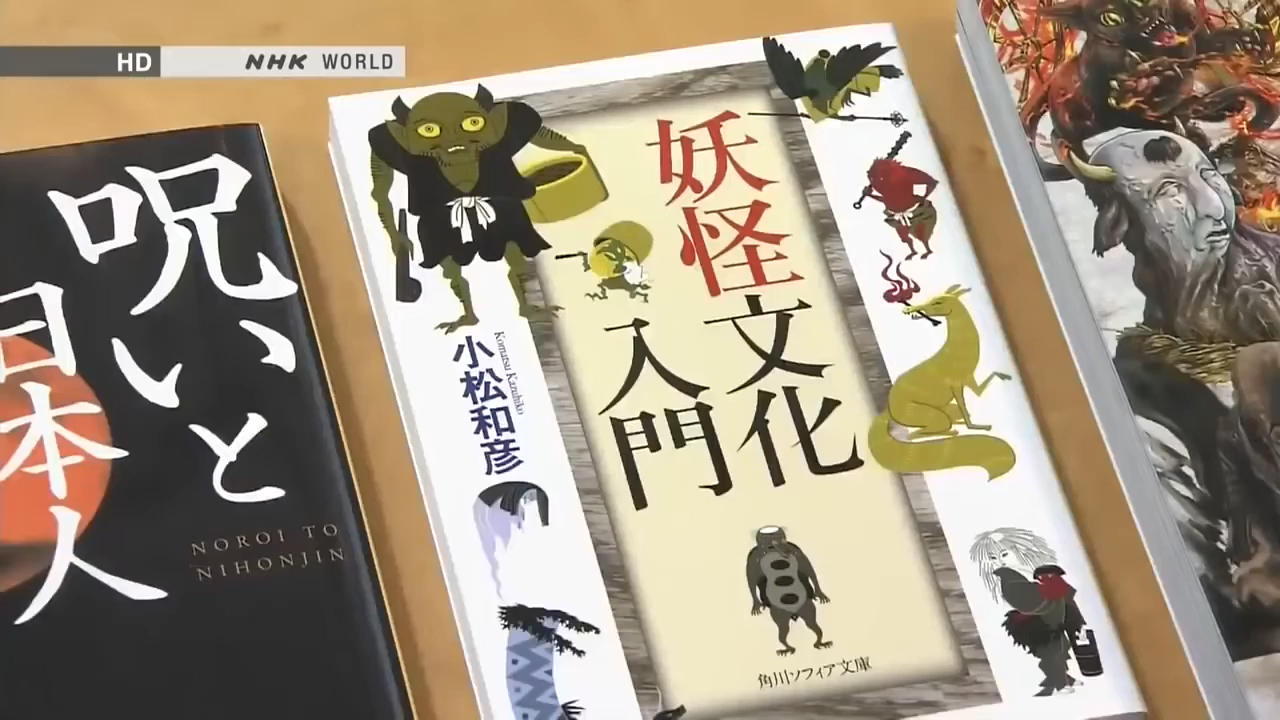 HD
NHK WORLD
呪いと
日本人
NOROI TO
NIHONJIN
妖怪文化
入門
小松和彦
Komatsu Kazuhiko
角川ソフィア文庫